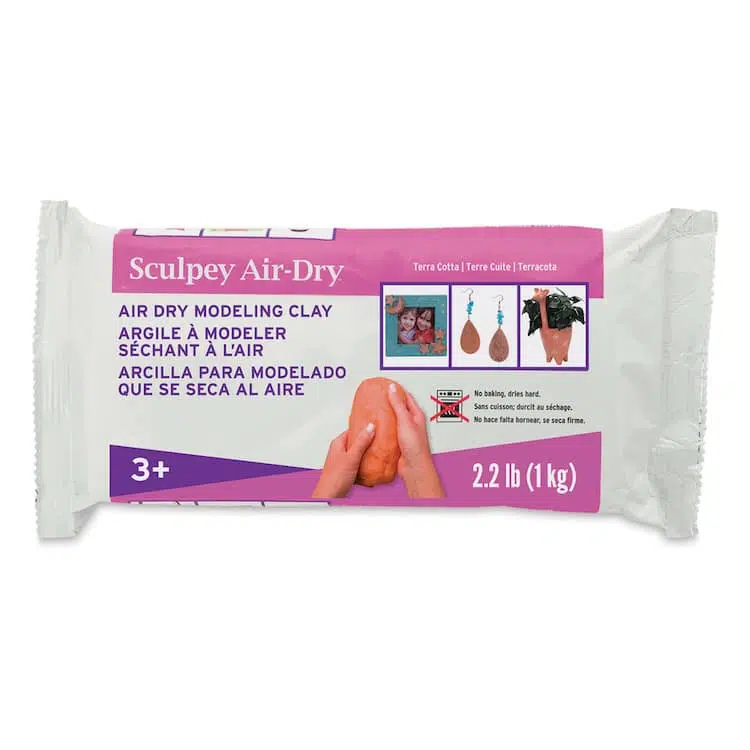 Sculpey Air-Dry™
Terra Cotta | Terre Cuite | Terracota
AIR DRY MODELING CLAY
ARGILE À MODELER
SÉCHANT À L'AIR
ARCILLA PARA MODELADO
QUE SE SECA AL AIRE
No baking, dries hard.
Sans cuisson; durcit au séchage.
No hace falta hornear, se seca firme.
3+
2.2 lb (1 kg)